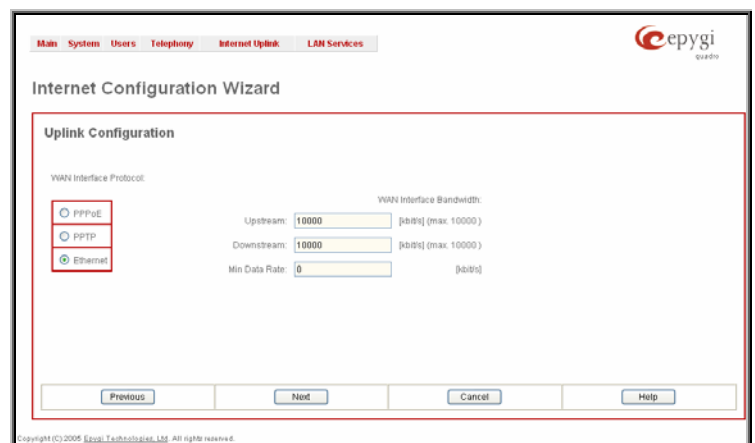 Main System Users Telephony Internet Uplink LAN Services
epygi
quadro
Internet Configuration Wizard
Uplink Configuration
WAN Interface Protocol:
WAN Interface Bandwidth:
PPPoE
PPTP
Ethernet
Upstream: 10000 [kbit/s] (max. 10000)
Downstream: 10000 [kbit/s] (max. 10000)
Min Data Rate: 0 [kbit/s]
Previous Next Cancel Help
Copyright (C) 2005 Epygi Technologies, Ltd. All rights reserved.